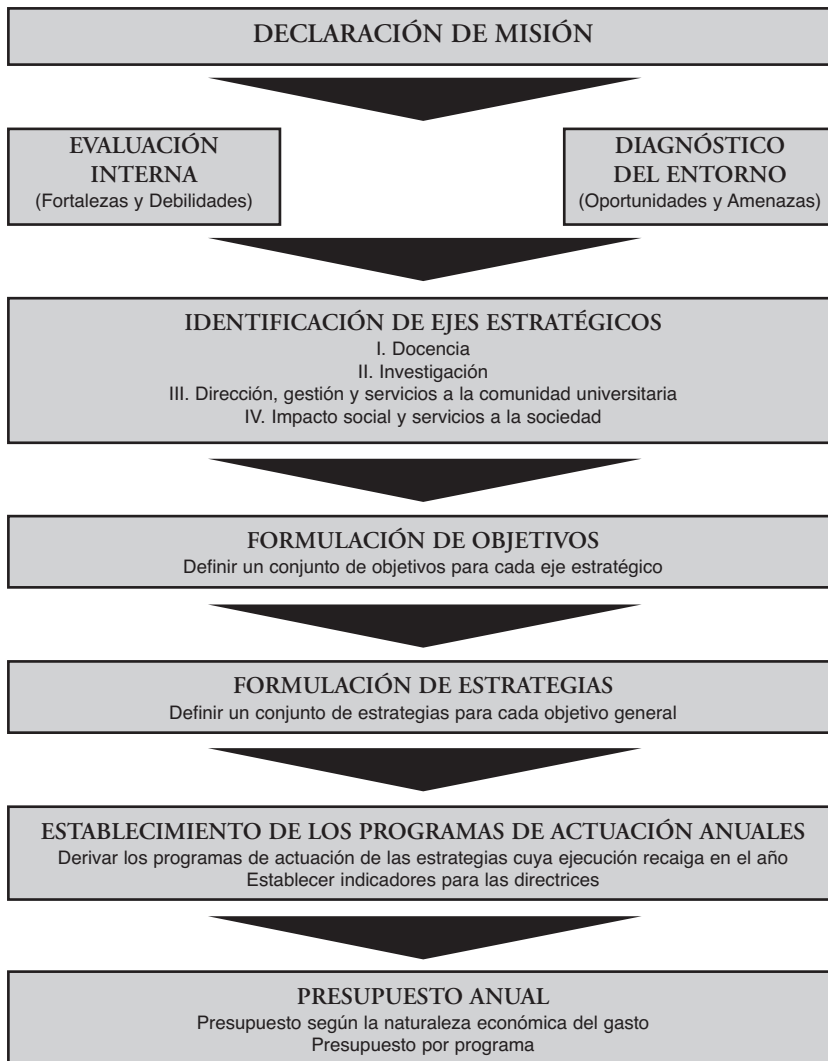 DECLARACIÓN DE MISIÓN
EVALUACIÓN
INTERNA
(Fortalezas y Debilidades)
DIAGNÓSTICO
DEL ENTORNO
(Oportunidades y Amenazas)
IDENTIFICACIÓN DE EJES ESTRATÉGICOS
I. Docencia
II. Investigación
III. Dirección, gestión y servicios a la comunidad universitaria
IV. Impacto social y servicios a la sociedad
FORMULACIÓN DE OBJETIVOS
Definir un conjunto de objetivos para cada eje estratégico
FORMULACIÓN DE ESTRATEGIAS
Definir un conjunto de estrategias para cada objetivo general
ESTABLECIMIENTO DE LOS PROGRAMAS DE ACTUACIÓN ANUALES
Derivar los programas de actuación de las estrategias cuya ejecución recaiga en el año
Establecer indicadores para las directrices
PRESUPUESTO ANUAL
Presupuesto según la naturaleza económica del gasto
Presupuesto por programa